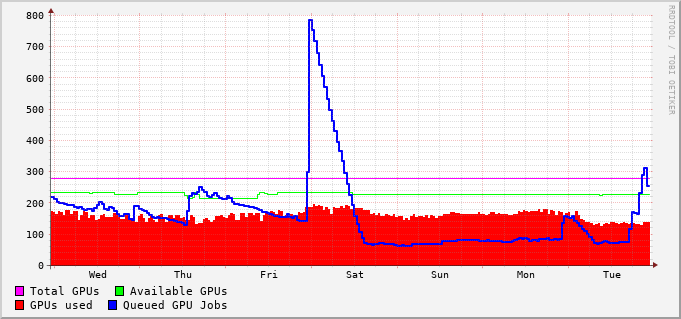 800
700
600
500
400
300
200
100
0
Wed Thu Fri Sat Sun Mon Tue
Total GPUs Available GPUs
GPUs used Queued GPU Jobs
RRDTOOL / TOBI OETIKER